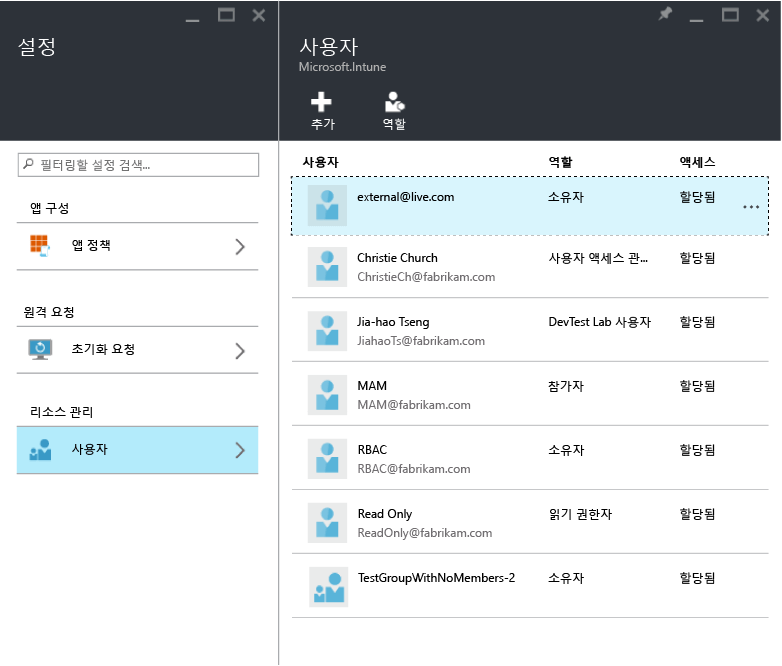 설정
필터링할 설정 검색...
앱 구성
앱 정책
원격 요청
초기화 요청
리소스 관리
사용자
사용자
Microsoft.Intune
추가 역할
사용자 역할 액세스
external@live.com 소유자 할당됨 ...
Christie Church 사용자 액세스 관... 할당됨
ChristieCh@fabrikam.com
Jia-hao Tseng DevTest Lab 사용자 할당됨
JiahaoTs@fabrikam.com
MAM 참가자 할당됨
MAM@fabrikam.com
RBAC 소유자 할당됨
RBAC@fabrikam.com
Read Only 읽기 권한자 할당됨
ReadOnly@fabrikam.com
TestGroupWithNoMembers-2 소유자 할당됨